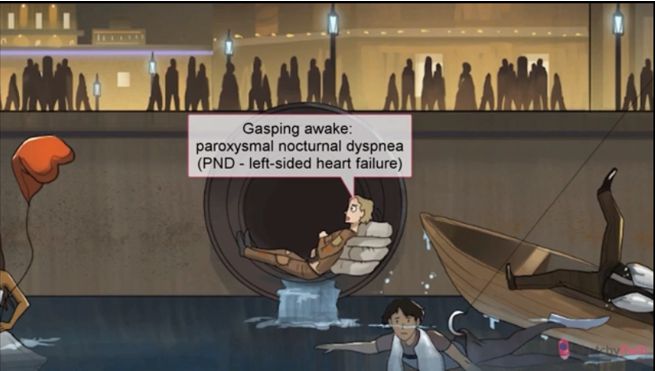 Gasping awake:
paroxysmal nocturnal dyspnea
(PND - left-sided heart failure)